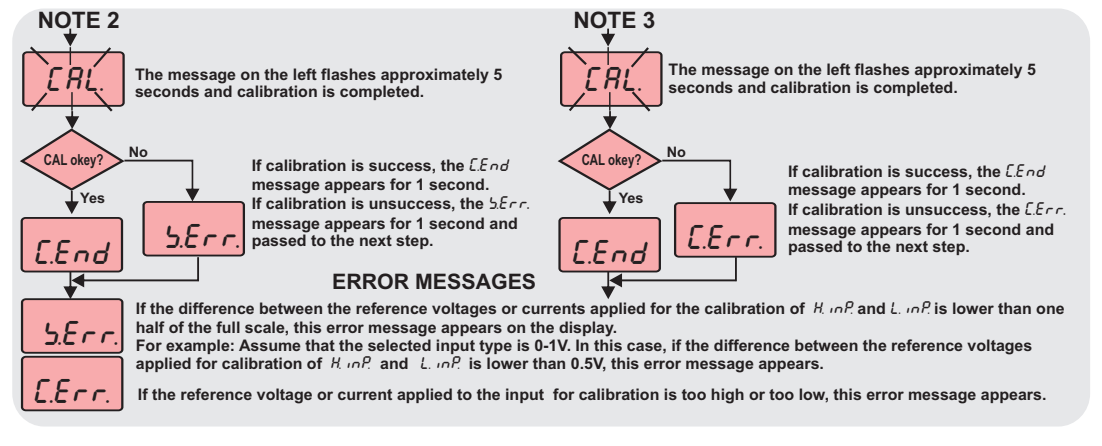 NOTE 2
CAL.
The message on the left flashes approximately 5
seconds and calibration is completed.
CAL okey?
No
Yes
If calibration is success, the C.End
message appears for 1 second.
If calibration is unsuccess, the S.Err.
message appears for 1 second and
passed to the next step.
C.End
S.Err.
NOTE 3
CAL.
The message on the left flashes approximately 5
seconds and calibration is completed.
CAL okey?
No
Yes
If calibration is success, the C.End
message appears for 1 second.
If calibration is unsuccess, the C.Err.
message appears for 1 second and
passed to the next step.
C.End
C.Err.
ERROR MESSAGES
S.Err.
If the difference between the reference voltages or currents applied for the calibration of H.inP. and L.inP. is lower than one
half of the full scale, this error message appears on the display.
For example: Assume that the selected input type is 0-1V. In this case, if the difference between the reference voltages
applied for calibration of H.inP. and L.inP. is lower than 0.5V, this error message appears.
C.Err.
If the reference voltage or current applied to the input for calibration is too high or too low, this error message appears.